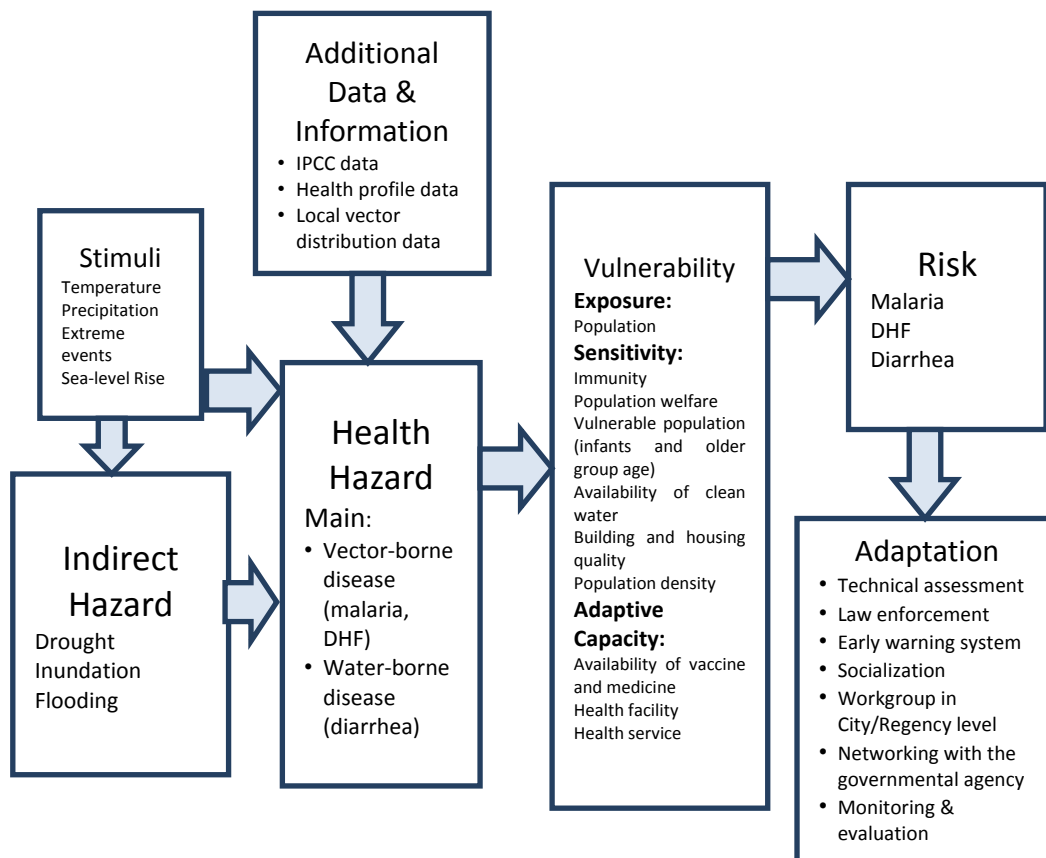 Additional
Data &
Information
• IPCC data
• Health profile data
• Local vector
distribution data
Stimuli
Temperature
Precipitation
Extreme
events
Sea-level Rise
Indirect
Hazard
Drought
Inundation
Flooding
Health
Hazard
Main:
• Vector-borne
disease
(malaria,
DHF)
• Water-borne
disease
(diarrhea)
Vulnerability
Exposure:
Population
Sensitivity:
Immunity
Population welfare
Vulnerable population
(infants and older
group age)
Availability of clean
water
Building and housing
quality
Population density
Adaptive
Capacity:
Availability of vaccine
and medicine
Health facility
Health service
Risk
Malaria
DHF
Diarrhea
Adaptation
• Technical assessment
• Law enforcement
• Early warning system
• Socialization
• Workgroup in
City/Regency level
• Networking with the
governmental agency
• Monitoring &
evaluation